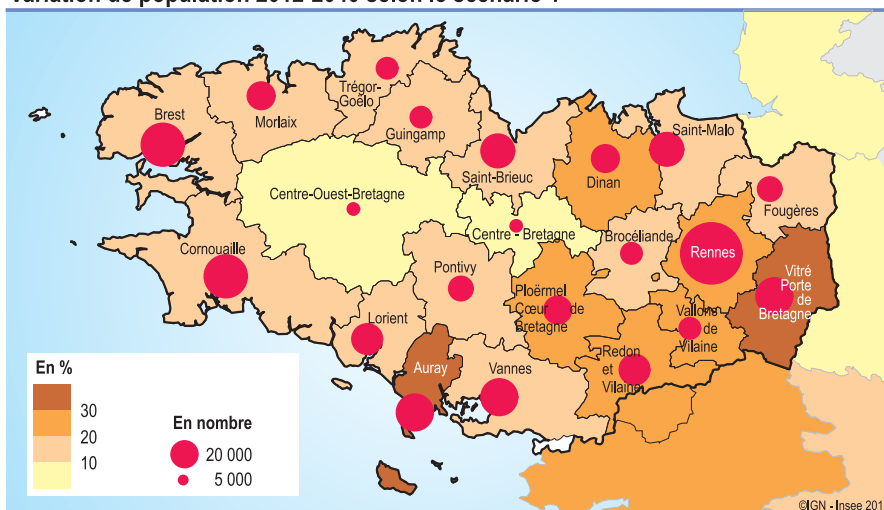 Brest
Morlaix
Trégor-
Goëlo
Guingamp
Saint-Brieuc
Saint-Malo
Dinan
Fougères
Centre-Ouest-Bretagne
Centre - Bretagne
Brocéliande
Rennes
Cornouaille
Pontivy
Ploërmel
Cœur de
Bretagne
Vitré
Porte
de
Bretagne
Vallons
de
Vilaine
Lorient
Auray
Vannes
Redon
et
Vilaine
En %
30
20
10
En nombre
20 000
5 000
©IGN - Insee 201